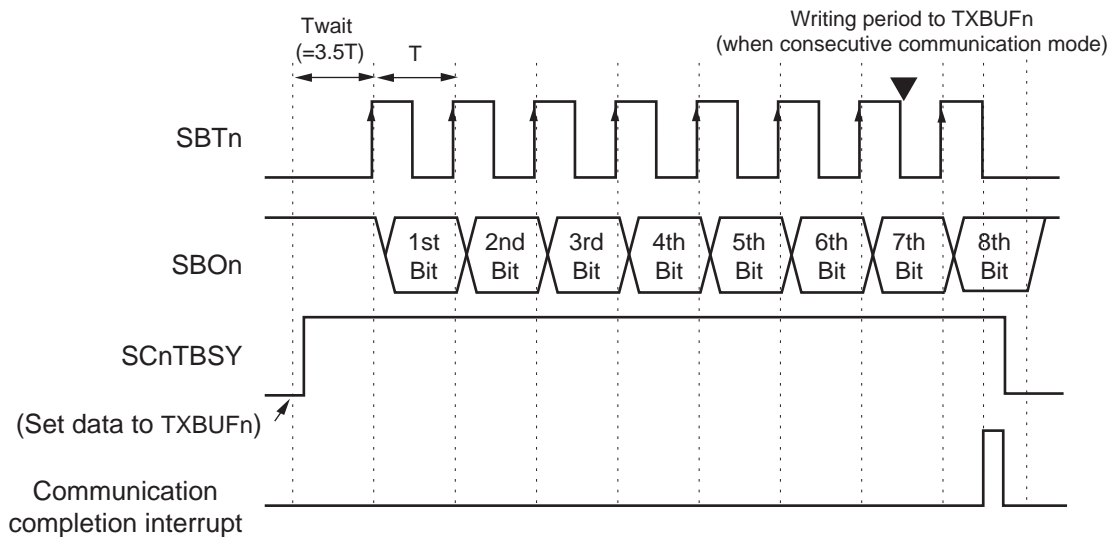 Twait
(=3.5T)
T
Writing period to TXBUFn
(when consecutive communication mode)
SBTn
SBOn
1st
Bit
2nd
Bit
3rd
Bit
4th
Bit
5th
Bit
6th
Bit
7th
Bit
8th
Bit
SCnTBSY
(Set data to TXBUFn)
Communication
completion interrupt